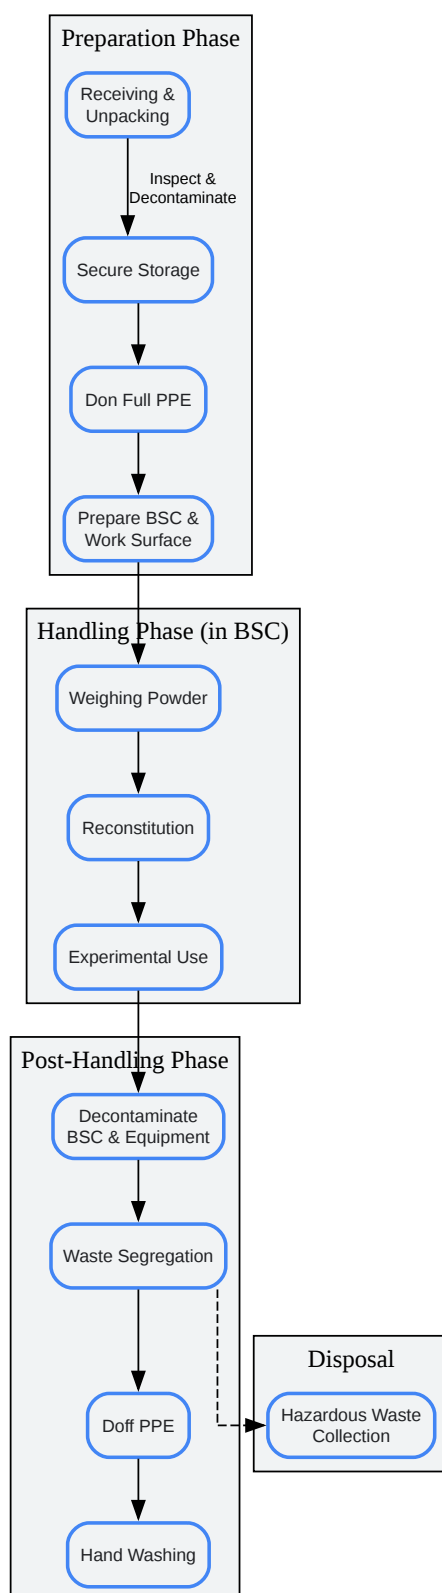 Preparation Phase
Receiving &
Unpacking
Inspect &
Decontaminate
Secure Storage
Don Full PPE
Prepare BSC &
Work Surface
Handling Phase (in BSC)
Weighing Powder
Reconstitution
Experimental Use
Post-Handling Phase
Decontaminate
BSC & Equipment
Waste Segregation
Disposal
Hazardous Waste
Collection
Doff PPE
Hand Washing